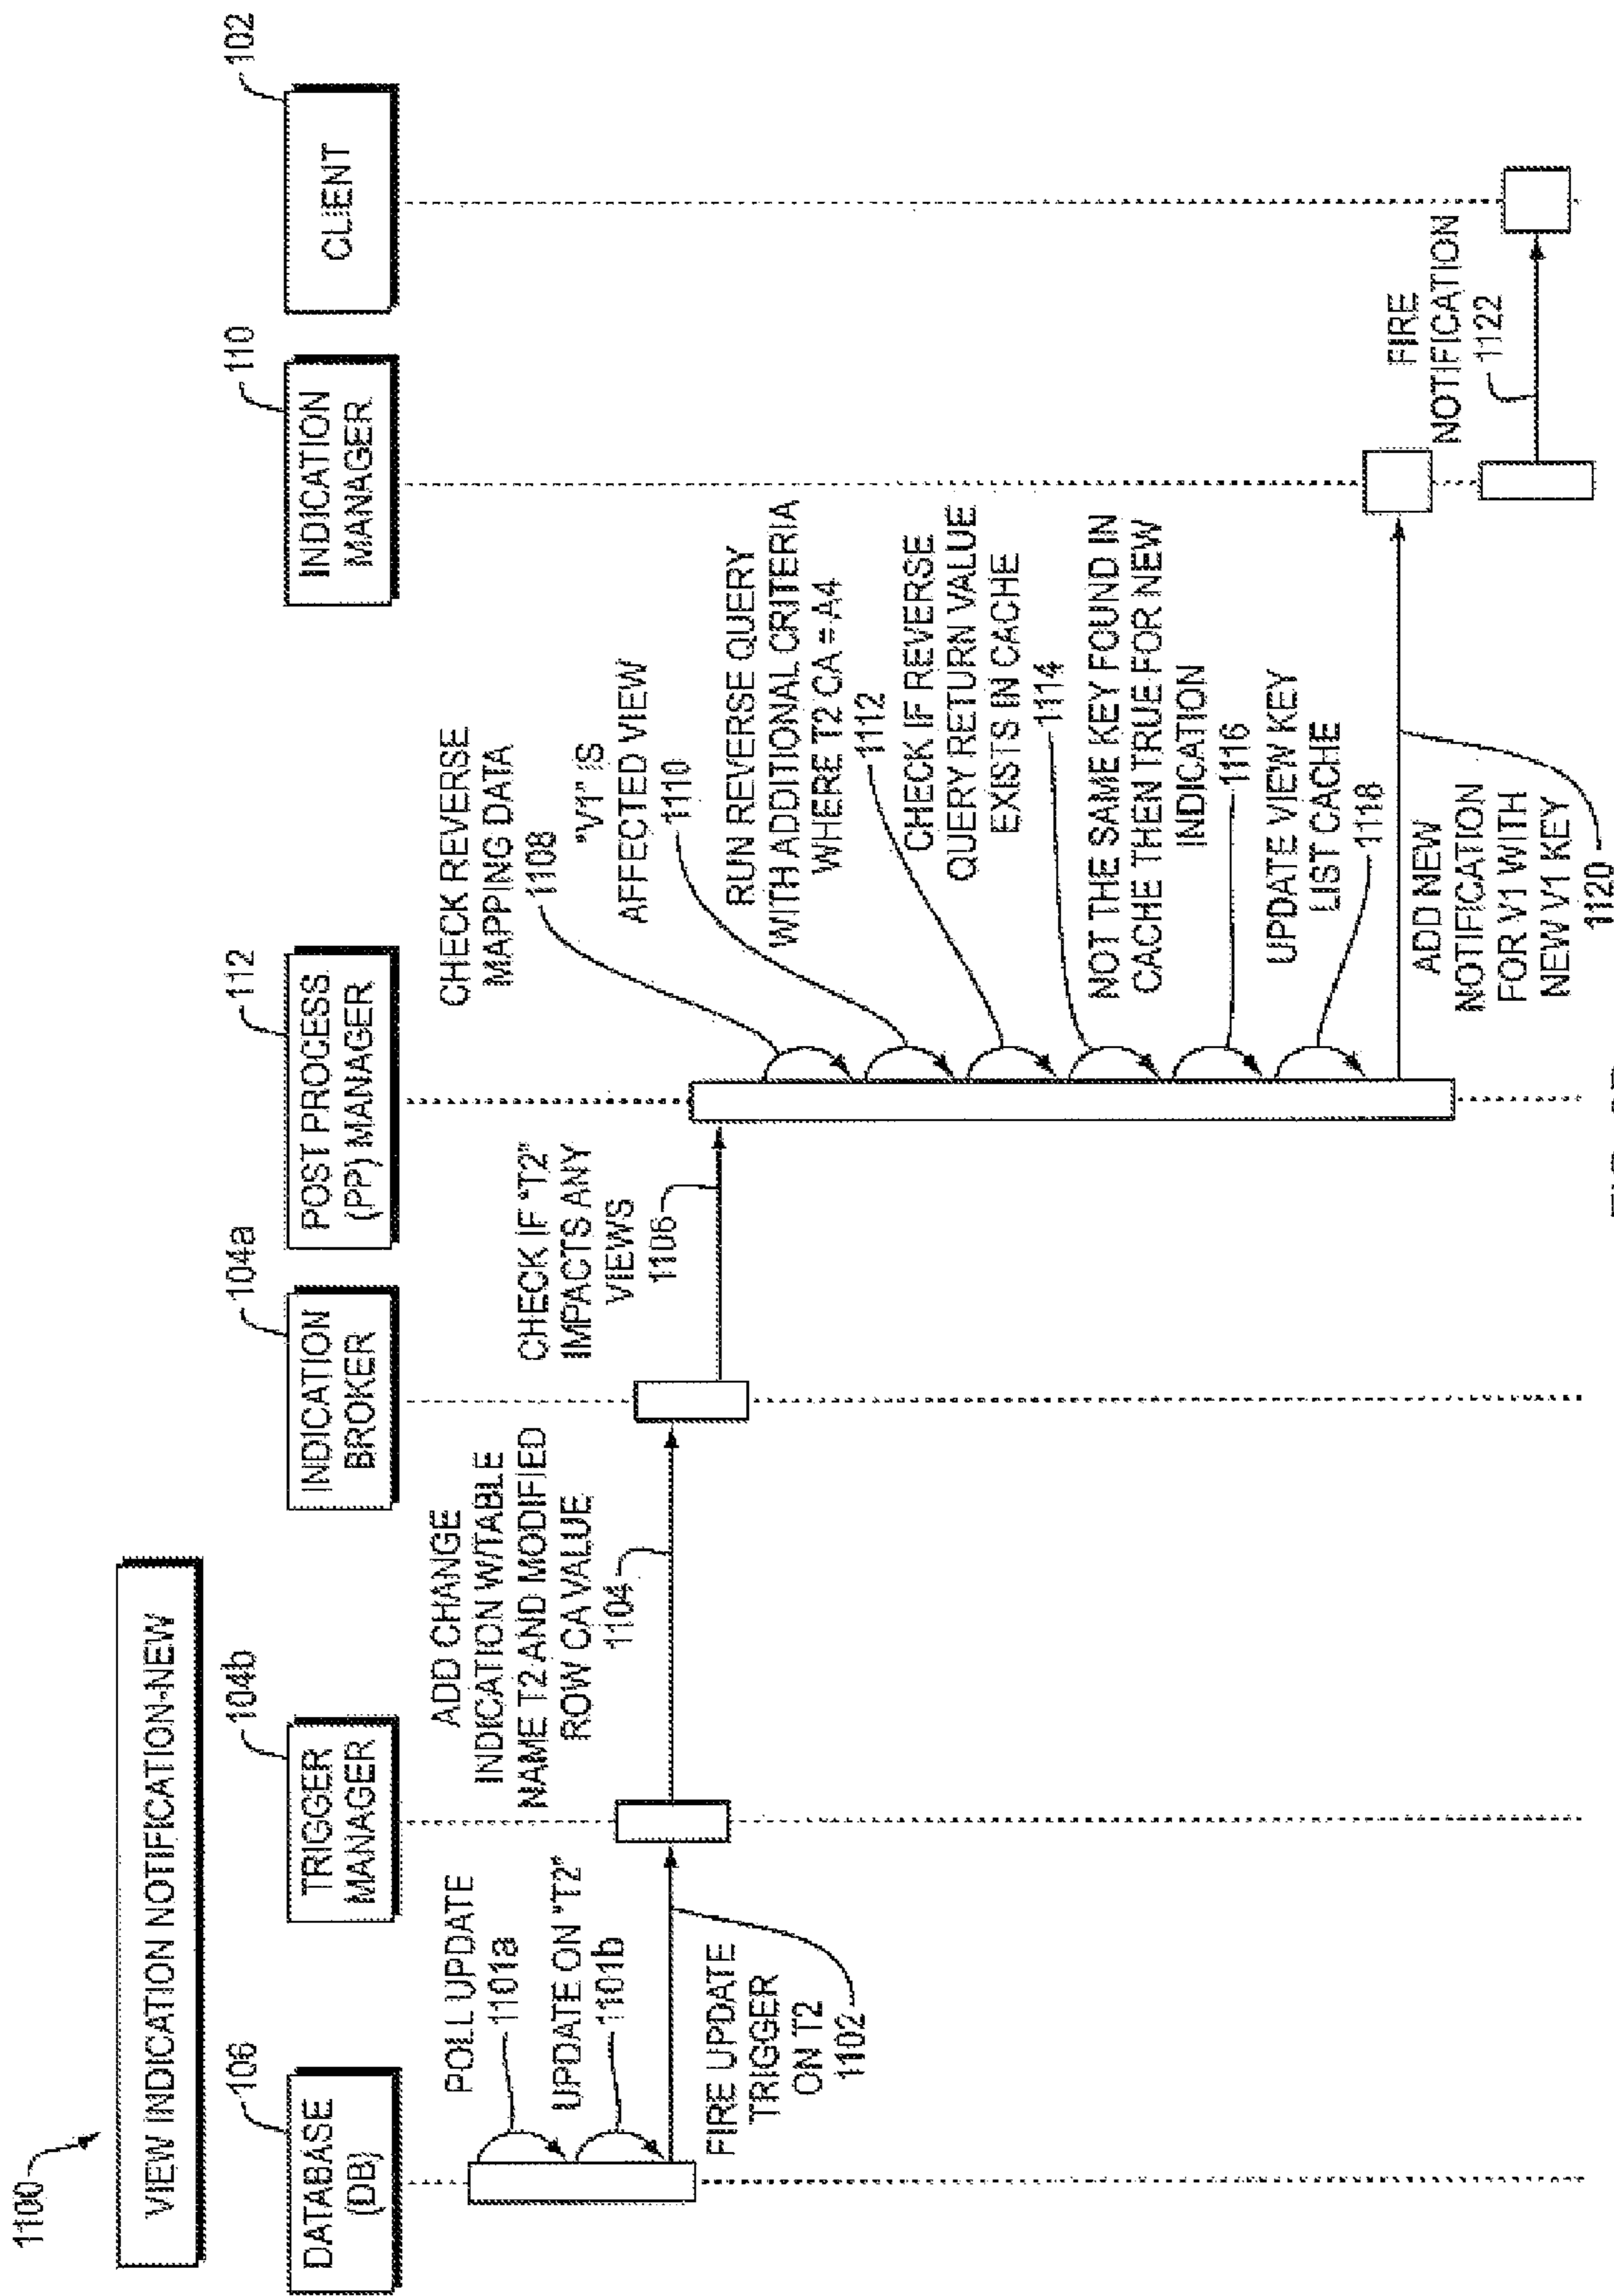 1100
VIEW INDICATION NOTIFICATION-NEW
106
DATABASE
(DB)
104b
TRIGGER
MANAGER
104a
INDICATION
BROKER
112
POST PROCESS
(PP) MANAGER
110
INDICATION
MANAGER
102
CLIENT
POLL UPDATE
1101a
UPDATE ON "T2"
1101b
FIRE UPDATE
TRIGGER
ON T2
1102
ADD CHANGE
INDICATION W/TABLE
NAME T2 AND MODIFIED
ROW CA VALUE
1104
CHECK IF "T2"
IMPACTS ANY
VIEWS
1106
CHECK REVERSE
MAPPING DATA
1108
"V1" IS
AFFECTED VIEW
1110
RUN REVERSE QUERY
WITH ADDITIONAL CRITERIA
WHERE T2 CA = A4
1112
CHECK IF REVERSE
QUERY RETURN VALUE
EXISTS IN CACHE
1114
NOT THE SAME KEY FOUND IN
CACHE THEN TRUE FOR NEW
INDICATION
1116
UPDATE VIEW KEY
LIST CACHE
1118
ADD NEW
NOTIFICATION
FOR V1 WITH
NEW V1 KEY
1120
FIRE
NOTIFICATION
1122